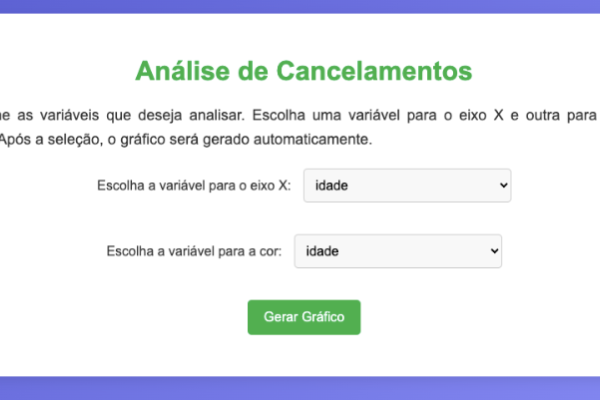 Análise de Cancelamentos
as variáveis que deseja analisar. Escolha uma variável para o eixo X e outra para
Após a seleção, o gráfico será gerado automaticamente.
Escolha a variável para o eixo X: idade
Escolha a variável para a cor: idade
Gerar Gráfico